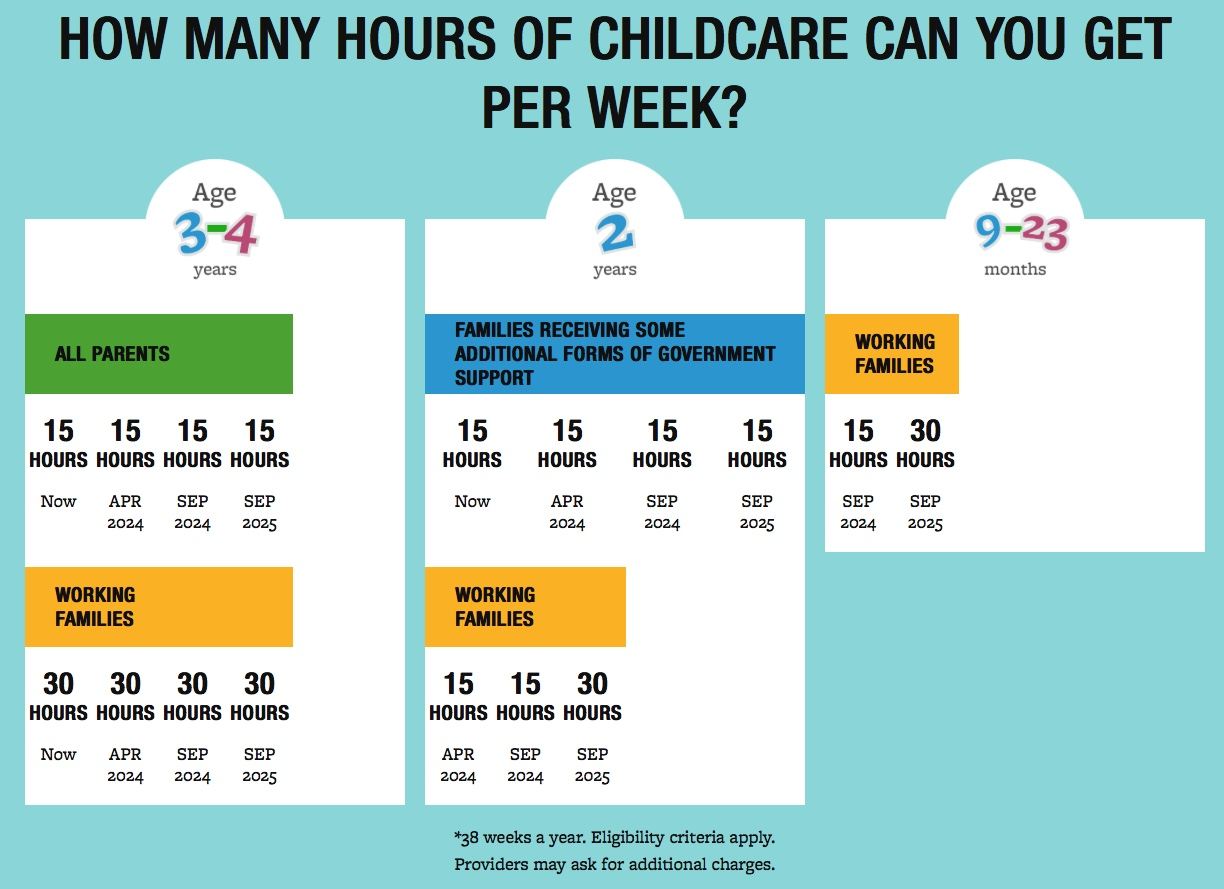 HOW MANY HOURS OF CHILDCARE CAN YOU GET
PER WEEK?
Age
3-4
years
ALL PARENTS
15 15 15 15
HOURS HOURS HOURS HOURS
Now APR SEP SEP
2024 2024 2025
WORKING
FAMILIES
30 30 30 30
HOURS HOURS HOURS HOURS
Now APR SEP SEP
2024 2024 2025
Age
2
years
FAMILIES RECEIVING SOME
ADDITIONAL FORMS OF GOVERNMENT
SUPPORT
15 15 15 15
HOURS HOURS HOURS HOURS
Now APR SEP SEP
2024 2024 2025
WORKING
FAMILIES
15 15 30
HOURS HOURS HOURS
APR SEP SEP
2024 2024 2025
Age
9-23
months
WORKING
FAMILIES
15 30
HOURS HOURS
SEP SEP
2024 2025
*38 weeks a year. Eligibility criteria apply.
Providers may ask for additional charges.